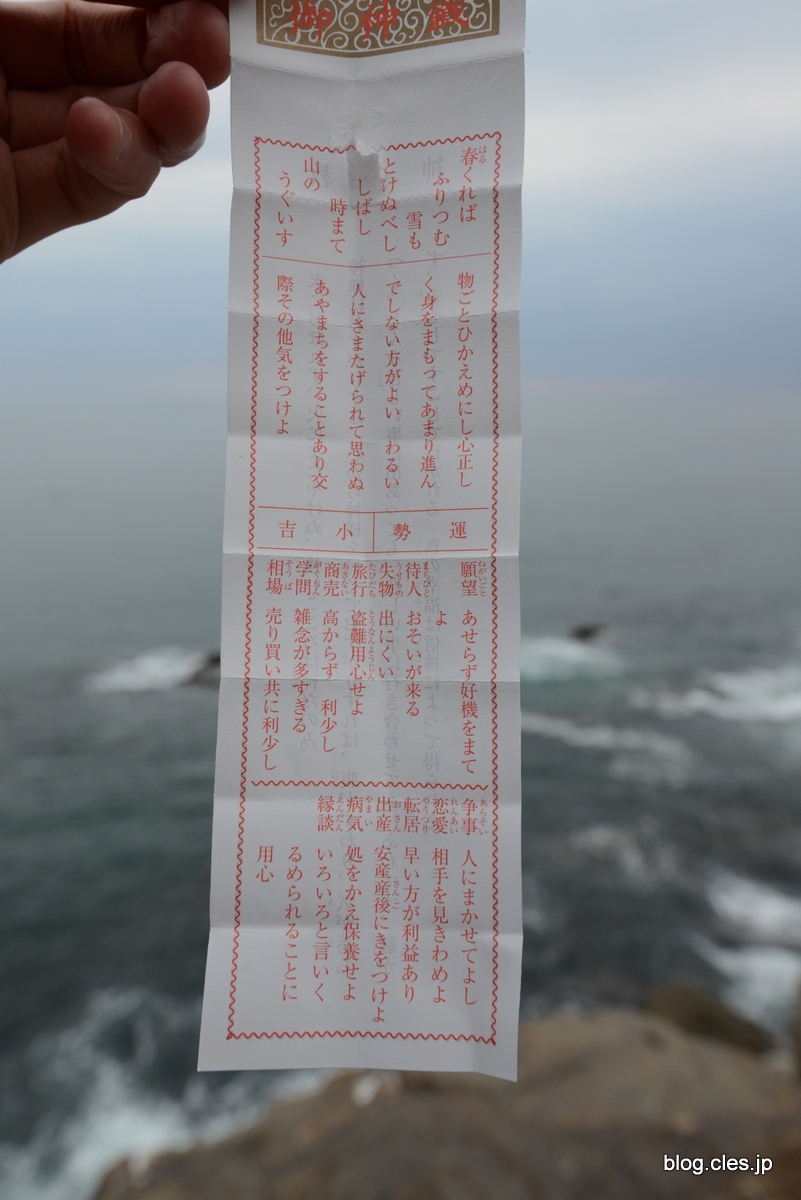 御神籤
春くれば
ふりつむ
雪も
とけぬべし
しばし
時まて
山の
うぐいす
物ごとひかえめにし心正し
く身をまもってあまり進ん
でしない方がよいわるい
人にさまたげられて思わぬ
あやまちをすることあり交
際その他気をつけよ
運勢 小吉
願望 あせらず好機をまて
よ
待人 おそいが来る
失物 出にくい
旅行 盗難用心せよ
商売 高からず 利少し
学問 雑念が多すぎる
相場 売り買い共に利少し
争事 人にまかせてよし
恋愛 相手を見きわめよ
転居 早い方が利益あり
出産 安産産後にきをつけよ
病気 処をかえ保養せよ
縁談 いろいろと言いく
るめられることに
用心
blog.cles.jp